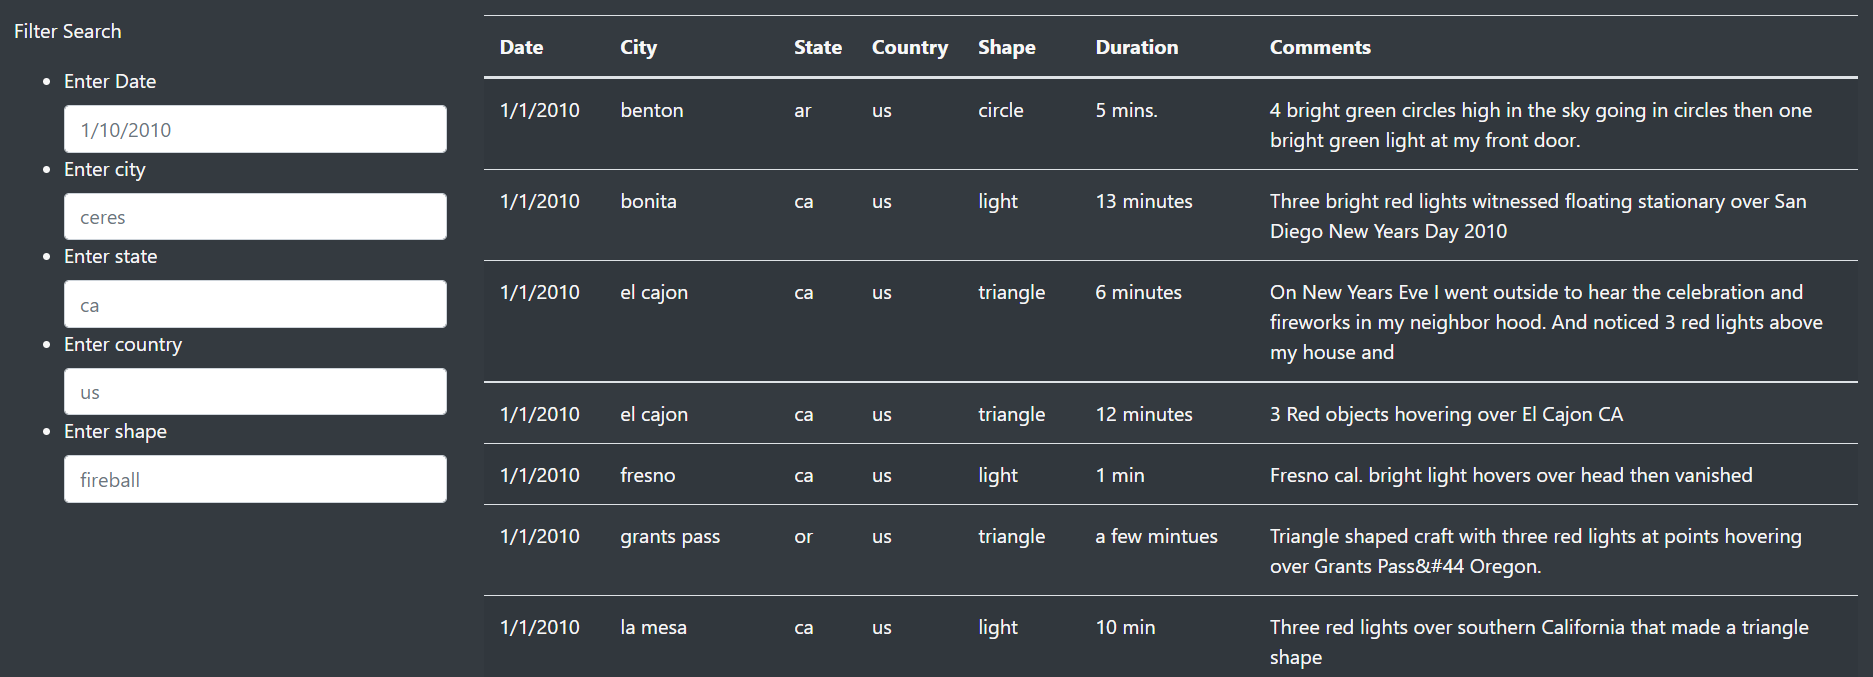 Filter Search
Enter Date
1/10/2010
Enter city
ceres
Enter state
ca
Enter country
us
Enter shape
fireball
Date City State Country Shape Duration Comments
1/1/2010 benton ar us circle 5 mins. 4 bright green circles high in the sky going in circles then one
bright green light at my front door.
1/1/2010 bonita ca us light 13 minutes Three bright red lights witnessed floating stationary over San
Diego New Years Day 2010
1/1/2010 el cajon ca us triangle 6 minutes On New Years Eve I went outside to hear the celebration and
fireworks in my neighbor hood. And noticed 3 red lights above
my house and
1/1/2010 el cajon ca us triangle 12 minutes 3 Red objects hovering over El Cajon CA
1/1/2010 fresno ca us light 1 min Fresno cal. bright light hovers over head then vanished
1/1/2010 grants pass or us triangle a few mintues Triangle shaped craft with three red lights at points hovering
over Grants Pass&#44 Oregon.
1/1/2010 la mesa ca us light 10 min Three red lights over southern California that made a triangle
shape